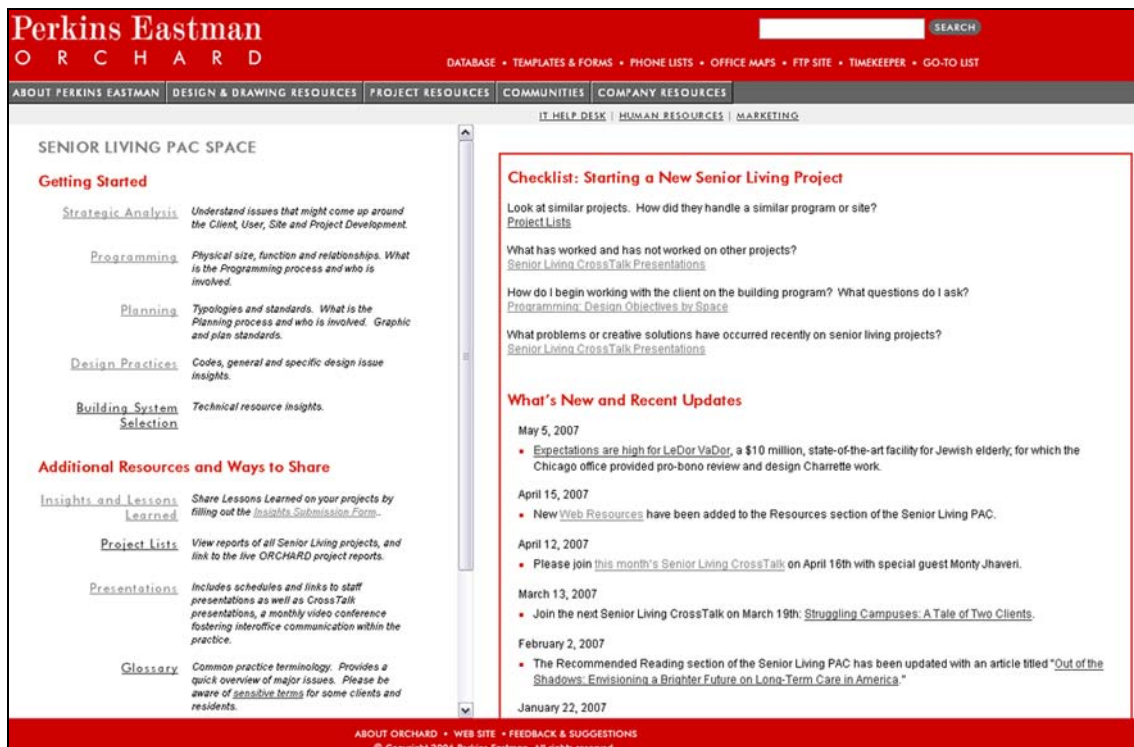 Perkins Eastman
ORCHARD
SEARCH
DATABASE • TEMPLATES & FORMS • PHONE LISTS • OFFICE MAPS • FTP SITE • TIMEKEEPER • GO-TO LIST
ABOUT PERKINS EASTMAN | DESIGN & DRAWING RESOURCES | PROJECT RESOURCES | COMMUNITIES | COMPANY RESOURCES
IT HELP DESK | HUMAN RESOURCES | MARKETING
SENIOR LIVING PAC SPACE
Getting Started
Strategic Analysis
Understand issues that might come up around
the Client, User, Site and Project Development.
Programming
Physical size, function and relationships. What
is the Programming process and who is
involved.
Planning
Typologies and standards. What is the
Planning process and who is involved. Graphic
and plan standards.
Design Practices
Codes, general and specific design issue
insights.
Building System
Selection
Technical resource insights.
Additional Resources and Ways to Share
Insights and Lessons
Learned
Share Lessons Learned on your projects by
filling out the Insights Submission Form..
Project Lists
View reports of all Senior Living projects, and
link to the live ORCHARD project reports.
Presentations
Includes schedules and links to staff
presentations as well as CrossTalk
presentations, a monthly video conference
fostering interoffice communication within the
practice.
Glossary
Common practice terminology. Provides a
quick overview of major issues. Please be
aware of sensitive terms for some clients and
residents.
Checklist: Starting a New Senior Living Project
Look at similar projects. How did they handle a similar program or site?
Project Lists
What has worked and has not worked on other projects?
Senior Living CrossTalk Presentations
How do I begin working with the client on the building program? What questions do I ask?
Programming: Design Objectives by Space
What problems or creative solutions have occurred recently on senior living projects?
Senior Living CrossTalk Presentations
What's New and Recent Updates
May 5, 2007
• Expectations are high for LeDor VaDor, a $10 million, state-of-the-art facility for Jewish elderly; for which the
Chicago office provided pro-bono review and design Charrette work.
April 15, 2007
• New Web Resources have been added to the Resources section of the Senior Living PAC.
April 12, 2007
• Please join this month's Senior Living CrossTalk on April 16th with special guest Monty Jhaveri.
March 13, 2007
• Join the next Senior Living CrossTalk on March 19th: Struggling Campuses: A Tale of Two Clients.
February 2, 2007
• The Recommended Reading section of the Senior Living PAC has been updated with an article titled "Out of the
Shadows: Envisioning a Brighter Future on Long-Term Care in America."
January 22, 2007
ABOUT ORCHARD • WEB SITE • FEEDBACK & SUGGESTIONS